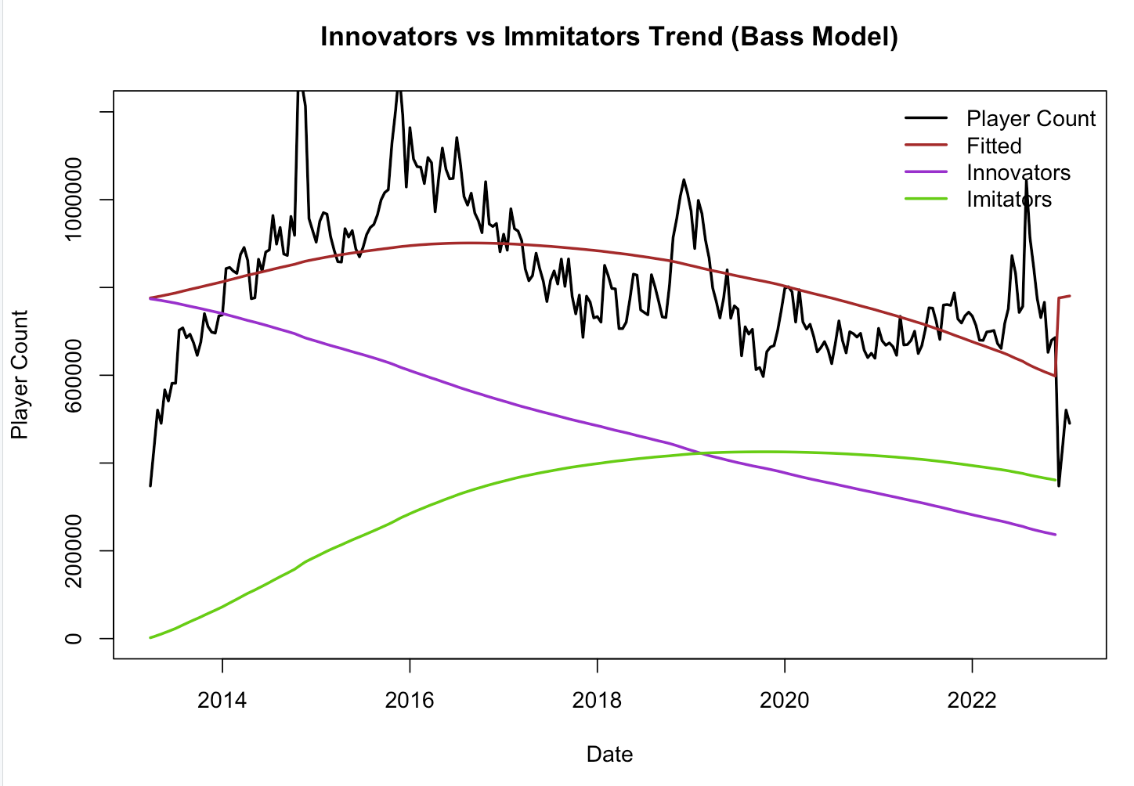 Innovators vs Immitators Trend (Bass Model)
Player Count
Fitted
Innovators
Imitators
Player Count
1000000
600000
200000
0
2014 2016 2018 2020 2022
Date